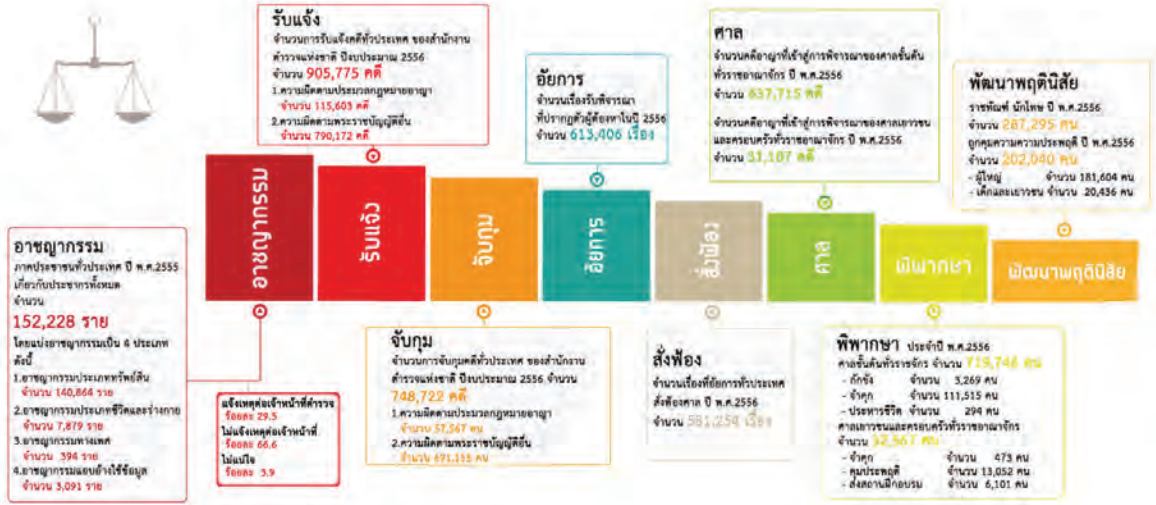 อาชญากรรม
ภาคประชาชนทั่วประเทศ ปี พ.ศ.2555
เกี่ยวกับประชากรทั้งหมด
จำนวน
152,228 ราย
โดยแบ่งอาชญากรรมเป็น 4 ประเภท
ดังนี้
1.อาชญากรรมประเภททรัพย์สิน
จำนวน 140,864 ราย
2.อาชญากรรมประเภทชีวิตและร่างกาย
จำนวน 7,879 ราย
3.อาชญากรรมทางเพศ
จำนวน 394 ราย
4.อาชญากรรมแอบอ้างใช้ข้อมูล
จำนวน 3,091 ราย
แจ้งเหตุต่อเจ้าหน้าที่ตำรวจ
ร้อยละ 29.5
ไม่แจ้งเหตุต่อเจ้าหน้าที่
ร้อยละ 66.6
ไม่แน่ใจ
ร้อยละ 3.9
รับแจ้ง
จำนวนการรับแจ้งคดีทั่วประเทศ ของสำนักงาน
ตำรวจแห่งชาติ ปีงบประมาณ 2556
จำนวน 905,775 คดี
1.ความผิดตามประมวลกฎหมายอาญา
จำนวน 115,603 คดี
2.ความผิดตามพระราชบัญญัติอื่น
จำนวน 790,172 คดี
อาชญากรรม
รับแจ้ง
จับกุม
อัยการ
สั่งฟ้อง
ศาล
พิพากษา
พัฒนาพฤตินิสัย
จับกุม
จำนวนการจับกุมคดีทั่วประเทศ ของสำนักงาน
ตำรวจแห่งชาติ ปีงบประมาณ 2556 จำนวน
748,722 คดี
1.ความผิดตามประมวลกฎหมายอาญา
จำนวน 57,567 คน
2.ความผิดตามพระราชบัญญัติอื่น
จำนวน 691,155 คน
อัยการ
จำนวนเรื่องรับพิจารณา
ที่ปรากฏตัวผู้ต้องหาในปี 2556
จำนวน 613,406 เรื่อง
สั่งฟ้อง
จำนวนเรื่องที่อัยการทั่วประเทศ
สั่งฟ้องศาล ปี พ.ศ.2556
จำนวน 581,254 เรื่อง
ศาล
จำนวนคดีอาญาที่เข้าสู่การพิจารณาของศาลชั้นต้น
ทั่วราชอาณาจักร ปี พ.ศ.2556
จำนวน 637,715 คดี
จำนวนคดีอาญาที่เข้าสู่การพิจารณาของศาลเยาวชน
และครอบครัวทั่วราชอาณาจักร ปี พ.ศ.2556
จำนวน 51,107 คดี
พิพากษา ประจำปี พ.ศ.2556
ศาลชั้นต้นทั่วราชจักร จำนวน 719,746 คน
- กักขัง จำนวน 3,269 คน
- จำคุก จำนวน 111,515 คน
- ประหารชีวิต จำนวน 294 คน
ศาลเยาวชนและครอบครัวทั่วราชอาณาจักร
จำนวน 32,567 คน
- จำคุก จำนวน 473 คน
- คุมประพฤติ จำนวน 13,052 คน
- ส่งสถานฝึกอบรม จำนวน 6,101 คน
พัฒนาพฤตินิสัย
ราชทัณฑ์ นักโทษ ปี พ.ศ.2556
จำนวน 287,295 คน
ถูกคุมความความประพฤติ ปี พ.ศ.2556
จำนวน 202,040 คน
- ผู้ใหญ่ จำนวน 181,604 คน
- เด็กและเยาวชน จำนวน 20,436 คน